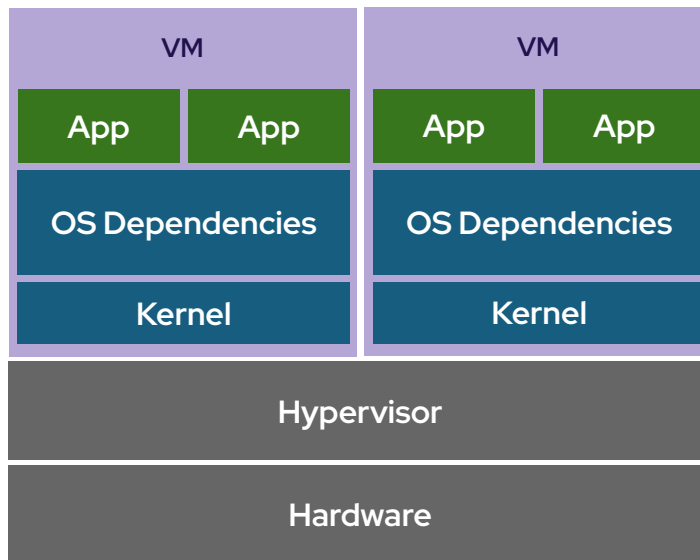 VM
App
App
OS Dependencies
Kernel
VM
App
App
OS Dependencies
Kernel
Hypervisor
Hardware